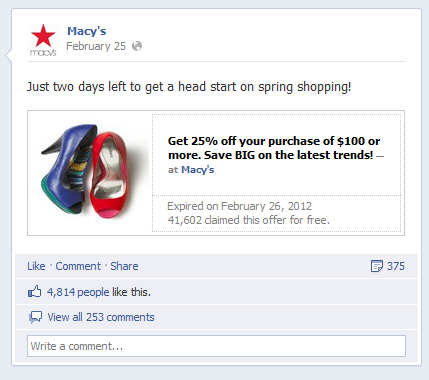 macys
Macy's
February 25
Just two days left to get a head start on spring shopping!
Get 25% off your purchase of $100 or
more. Save BIG on the latest trends! —
at Macy's
Expired on February 26, 2012
41,602 claimed this offer for free.
Like · Comment · Share
375
4,814 people like this.
View all 253 comments
Write a comment...